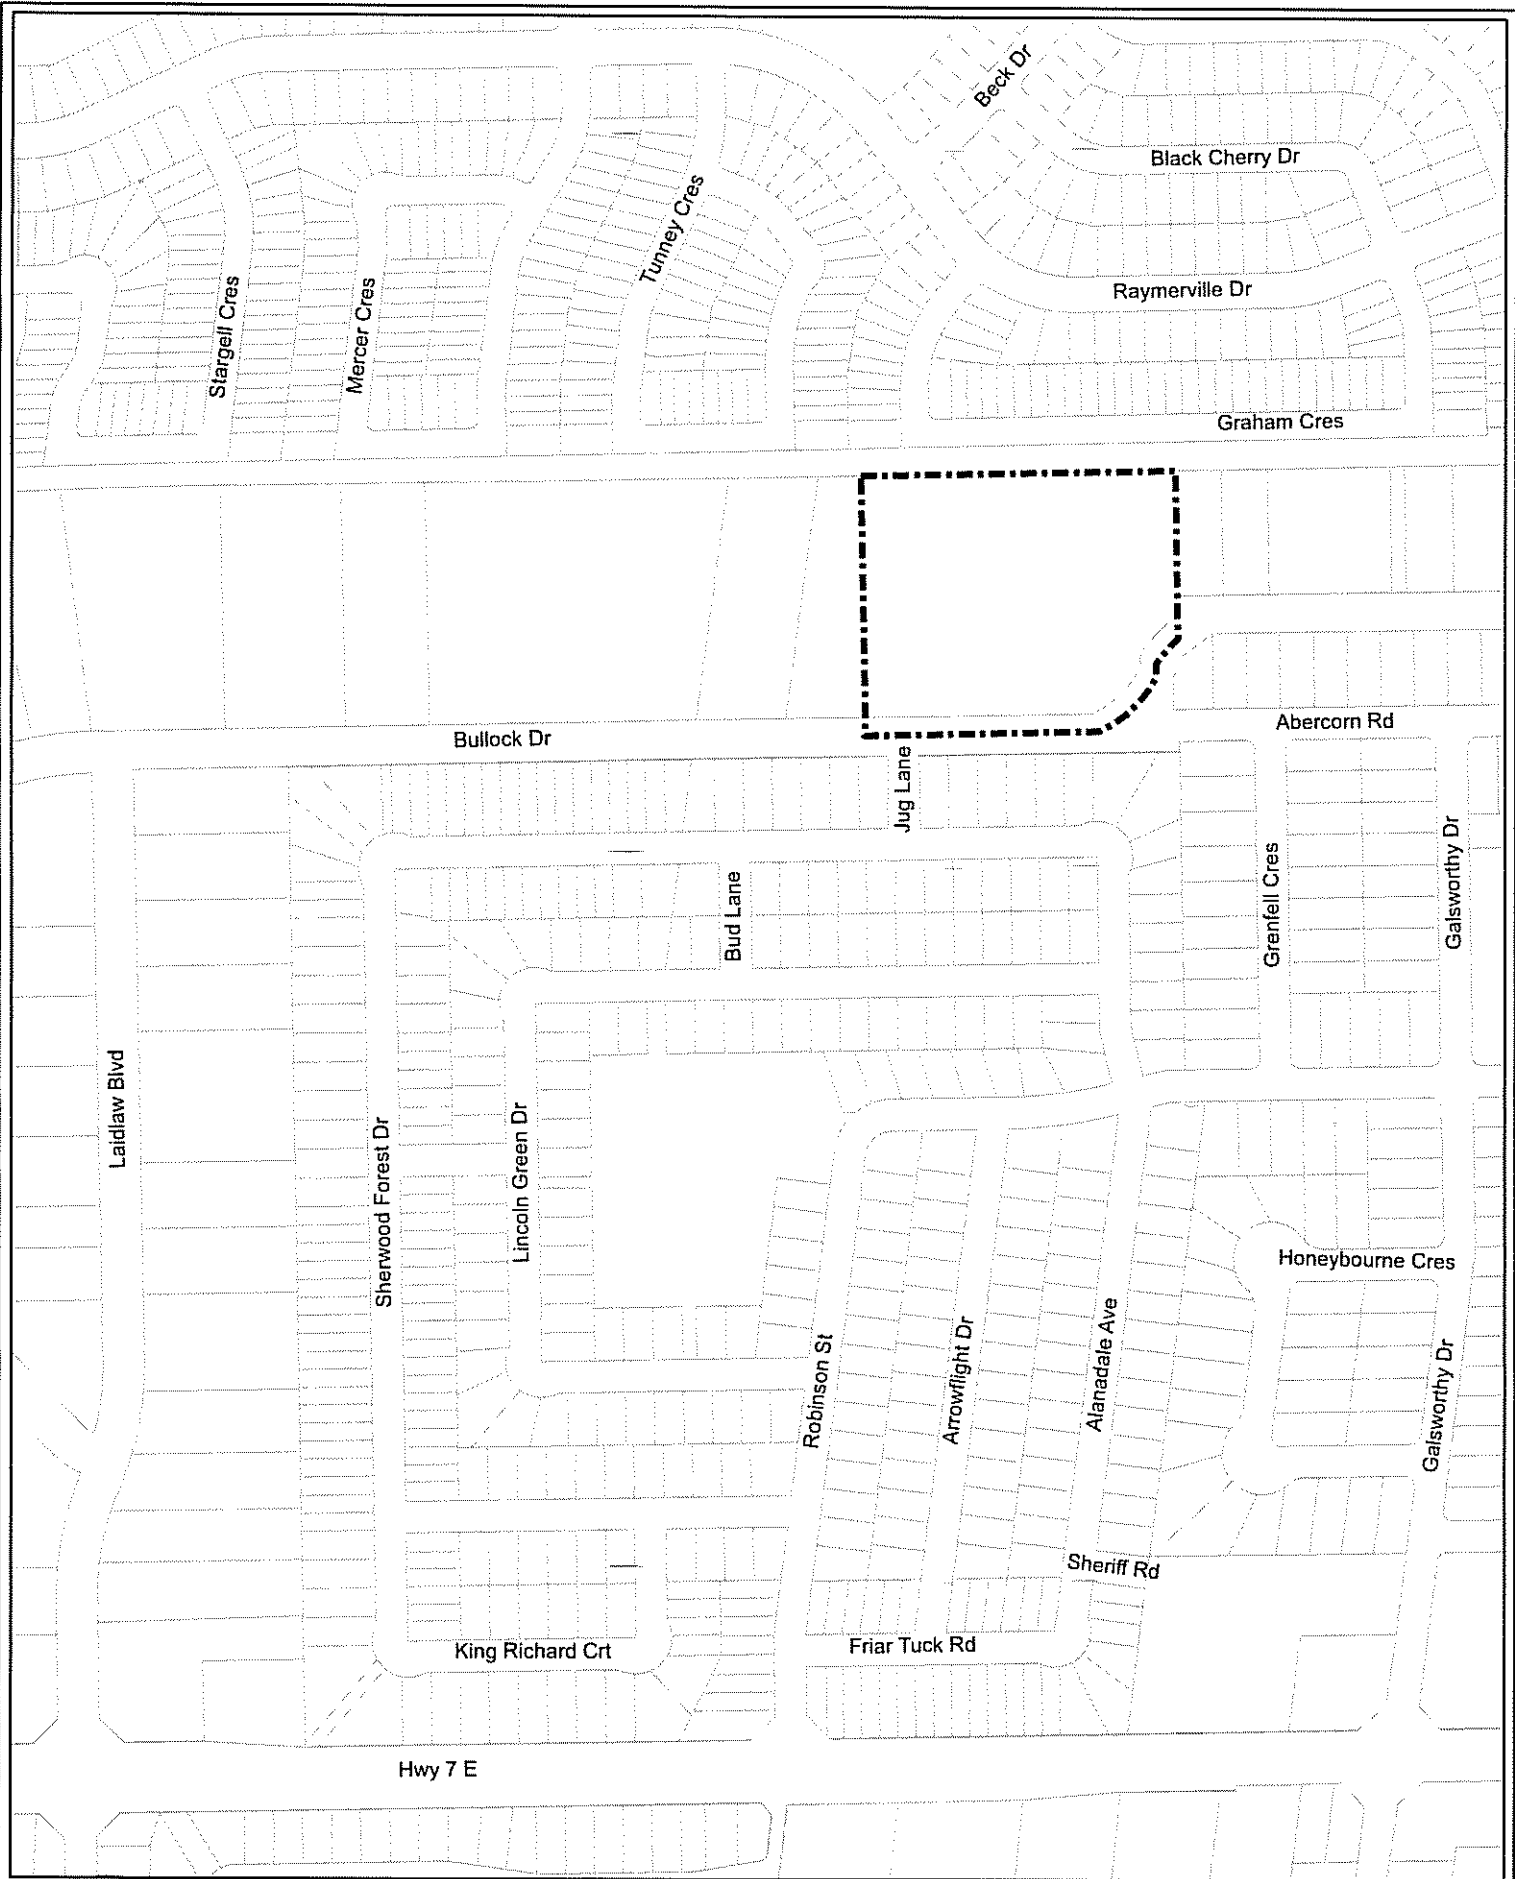 Beck Dr
Black Cherry Dr
Tunney Cres
Stargell Cres
Mercer Cres
Raymerville Dr
Graham Cres
Bullock Dr
Abercorn Rd
Jug Lane
Bud Lane
Grenfell Cres
Galsworthy Dr
Laidlaw Blvd
Sherwood Forest Dr
Lincoln Green Dr
Honeybourne Cres
Robinson St
Arrowflight Dr
Alanadale Ave
Galsworthy Dr
Sheriff Rd
King Richard Crt
Friar Tuck Rd
Hwy 7 E